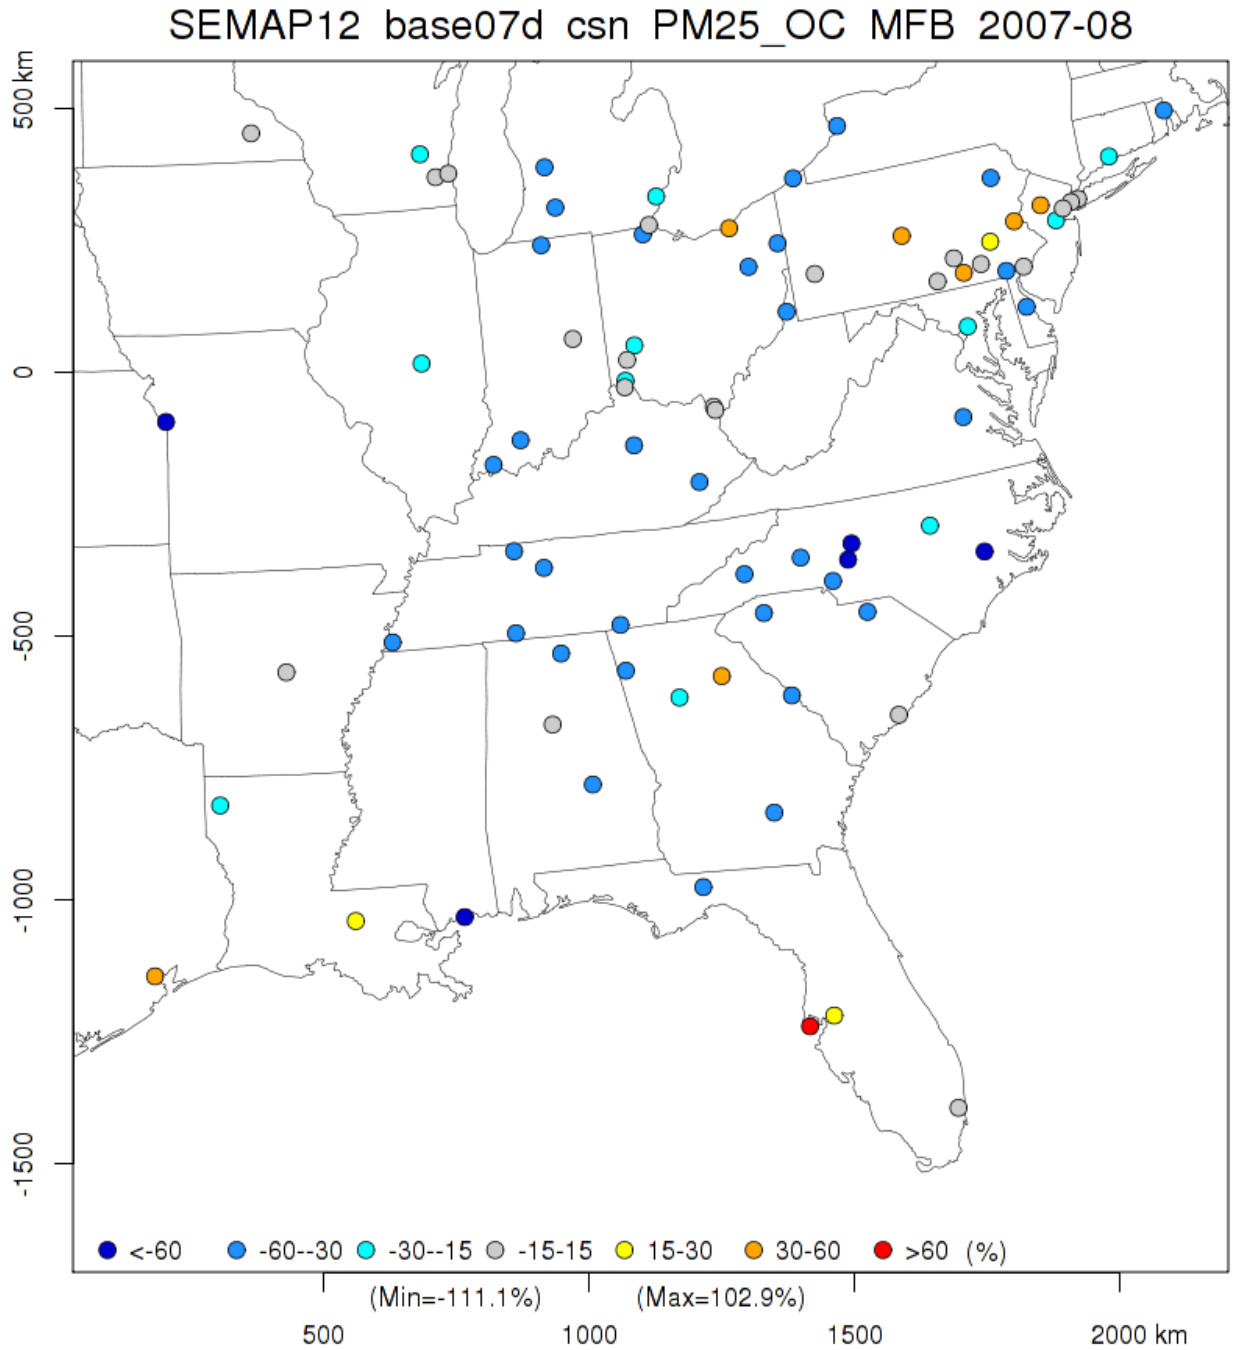 SEMAP12 base07d csn PM25_OC MFB 2007-08
500 km
0
-500
-1000
-1500
<-60 -60--30 -30--15 -15-15 15-30 30-60 >60 (%)
(Min=-111.1%) (Max=102.9%)
500 1000 1500 2000 km